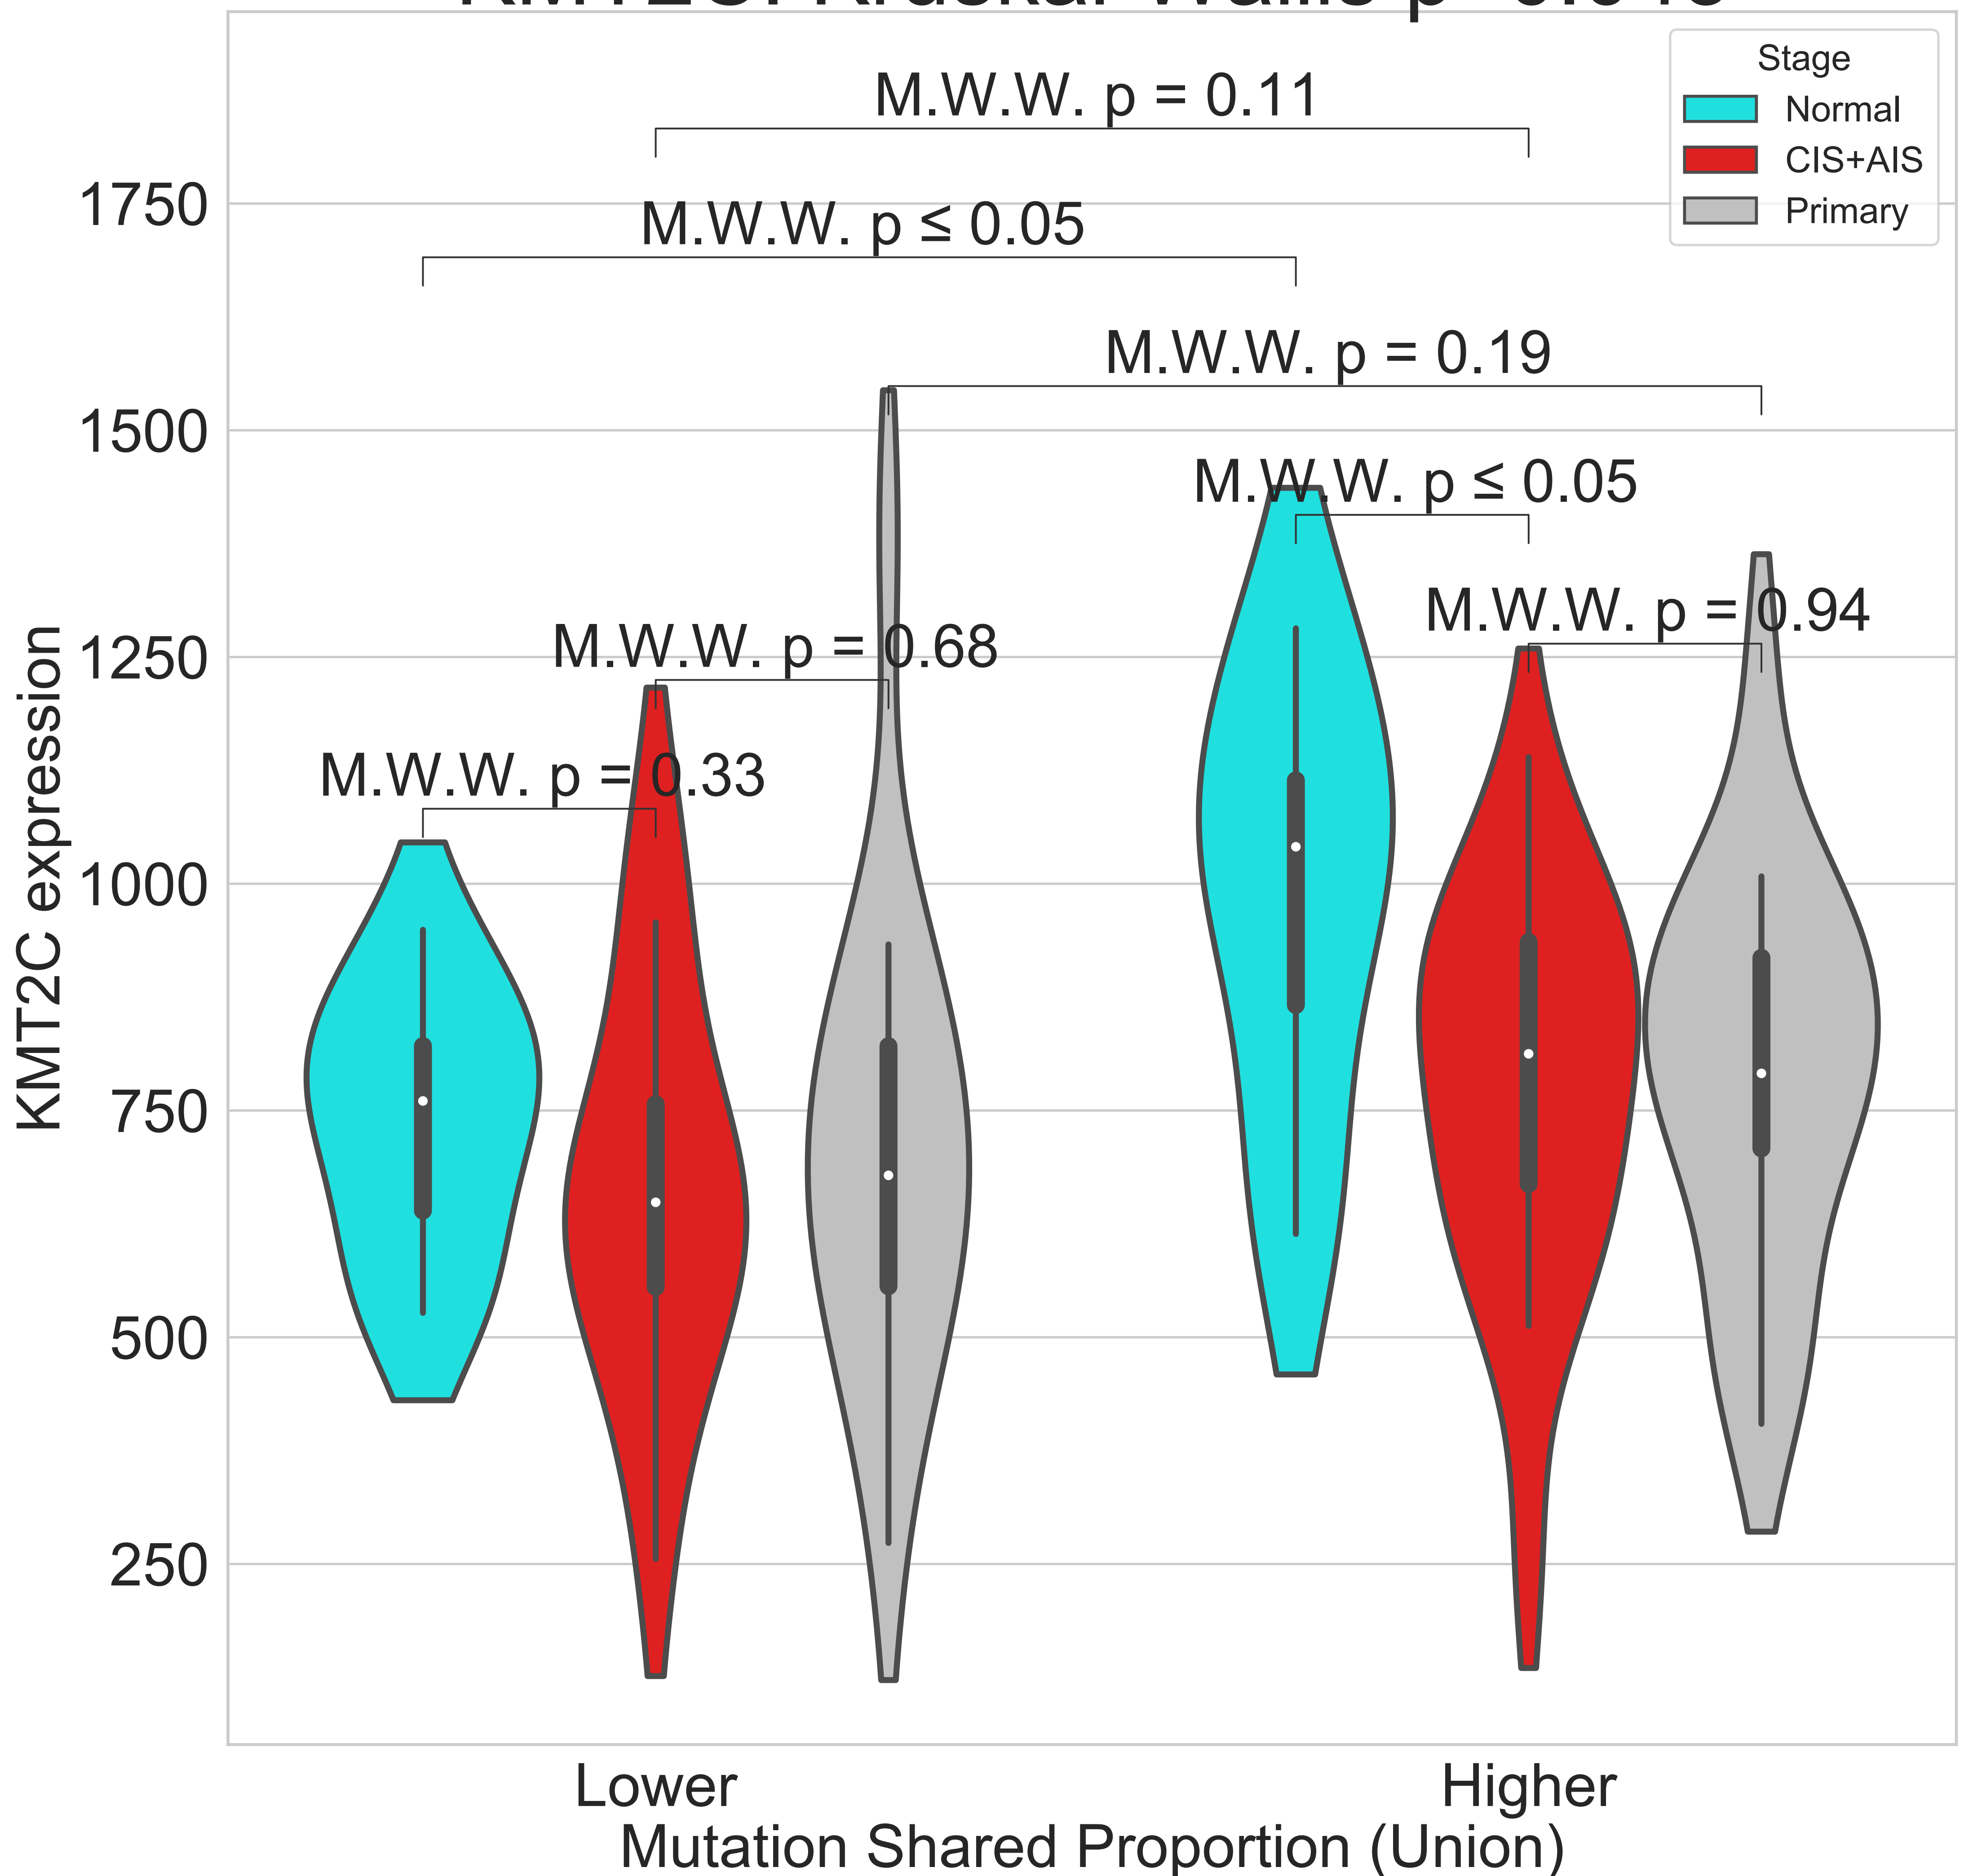 M.W.W. p = 0.11
Stage
Normal
CIS+AIS
Primary
M.W.W. p ≤ 0.05
M.W.W. p = 0.19
M.W.W. p ≤ 0.05
M.W.W. p = 0.94
M.W.W. p = 0.68
M.W.W. p = 0.33
1750
1500
1250
1000
750
500
250
KMT2C expression
Lower
Higher
Mutation Shared Proportion (Union)